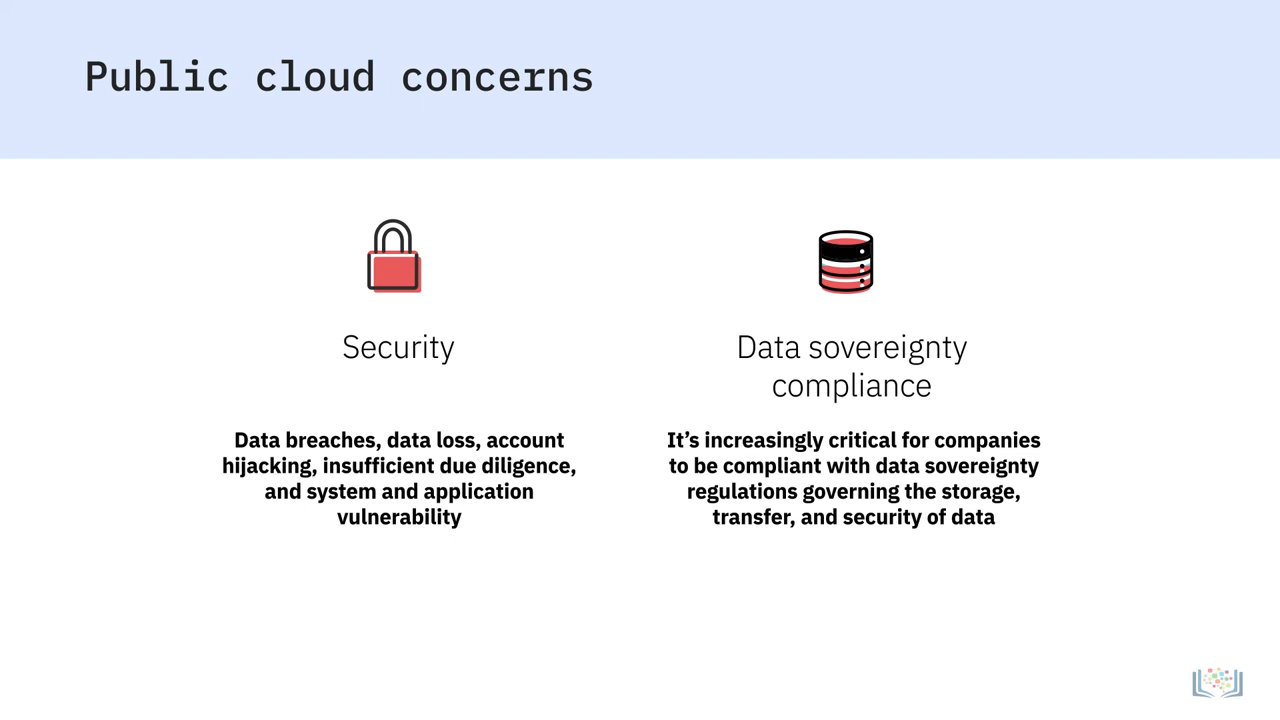 Public cloud concerns
Security
Data breaches, data loss, account
hijacking, insufficient due diligence,
and system and application
vulnerability
Data sovereignty
compliance
It’s increasingly critical for companies
to be compliant with data sovereignty
regulations governing the storage,
transfer, and security of data